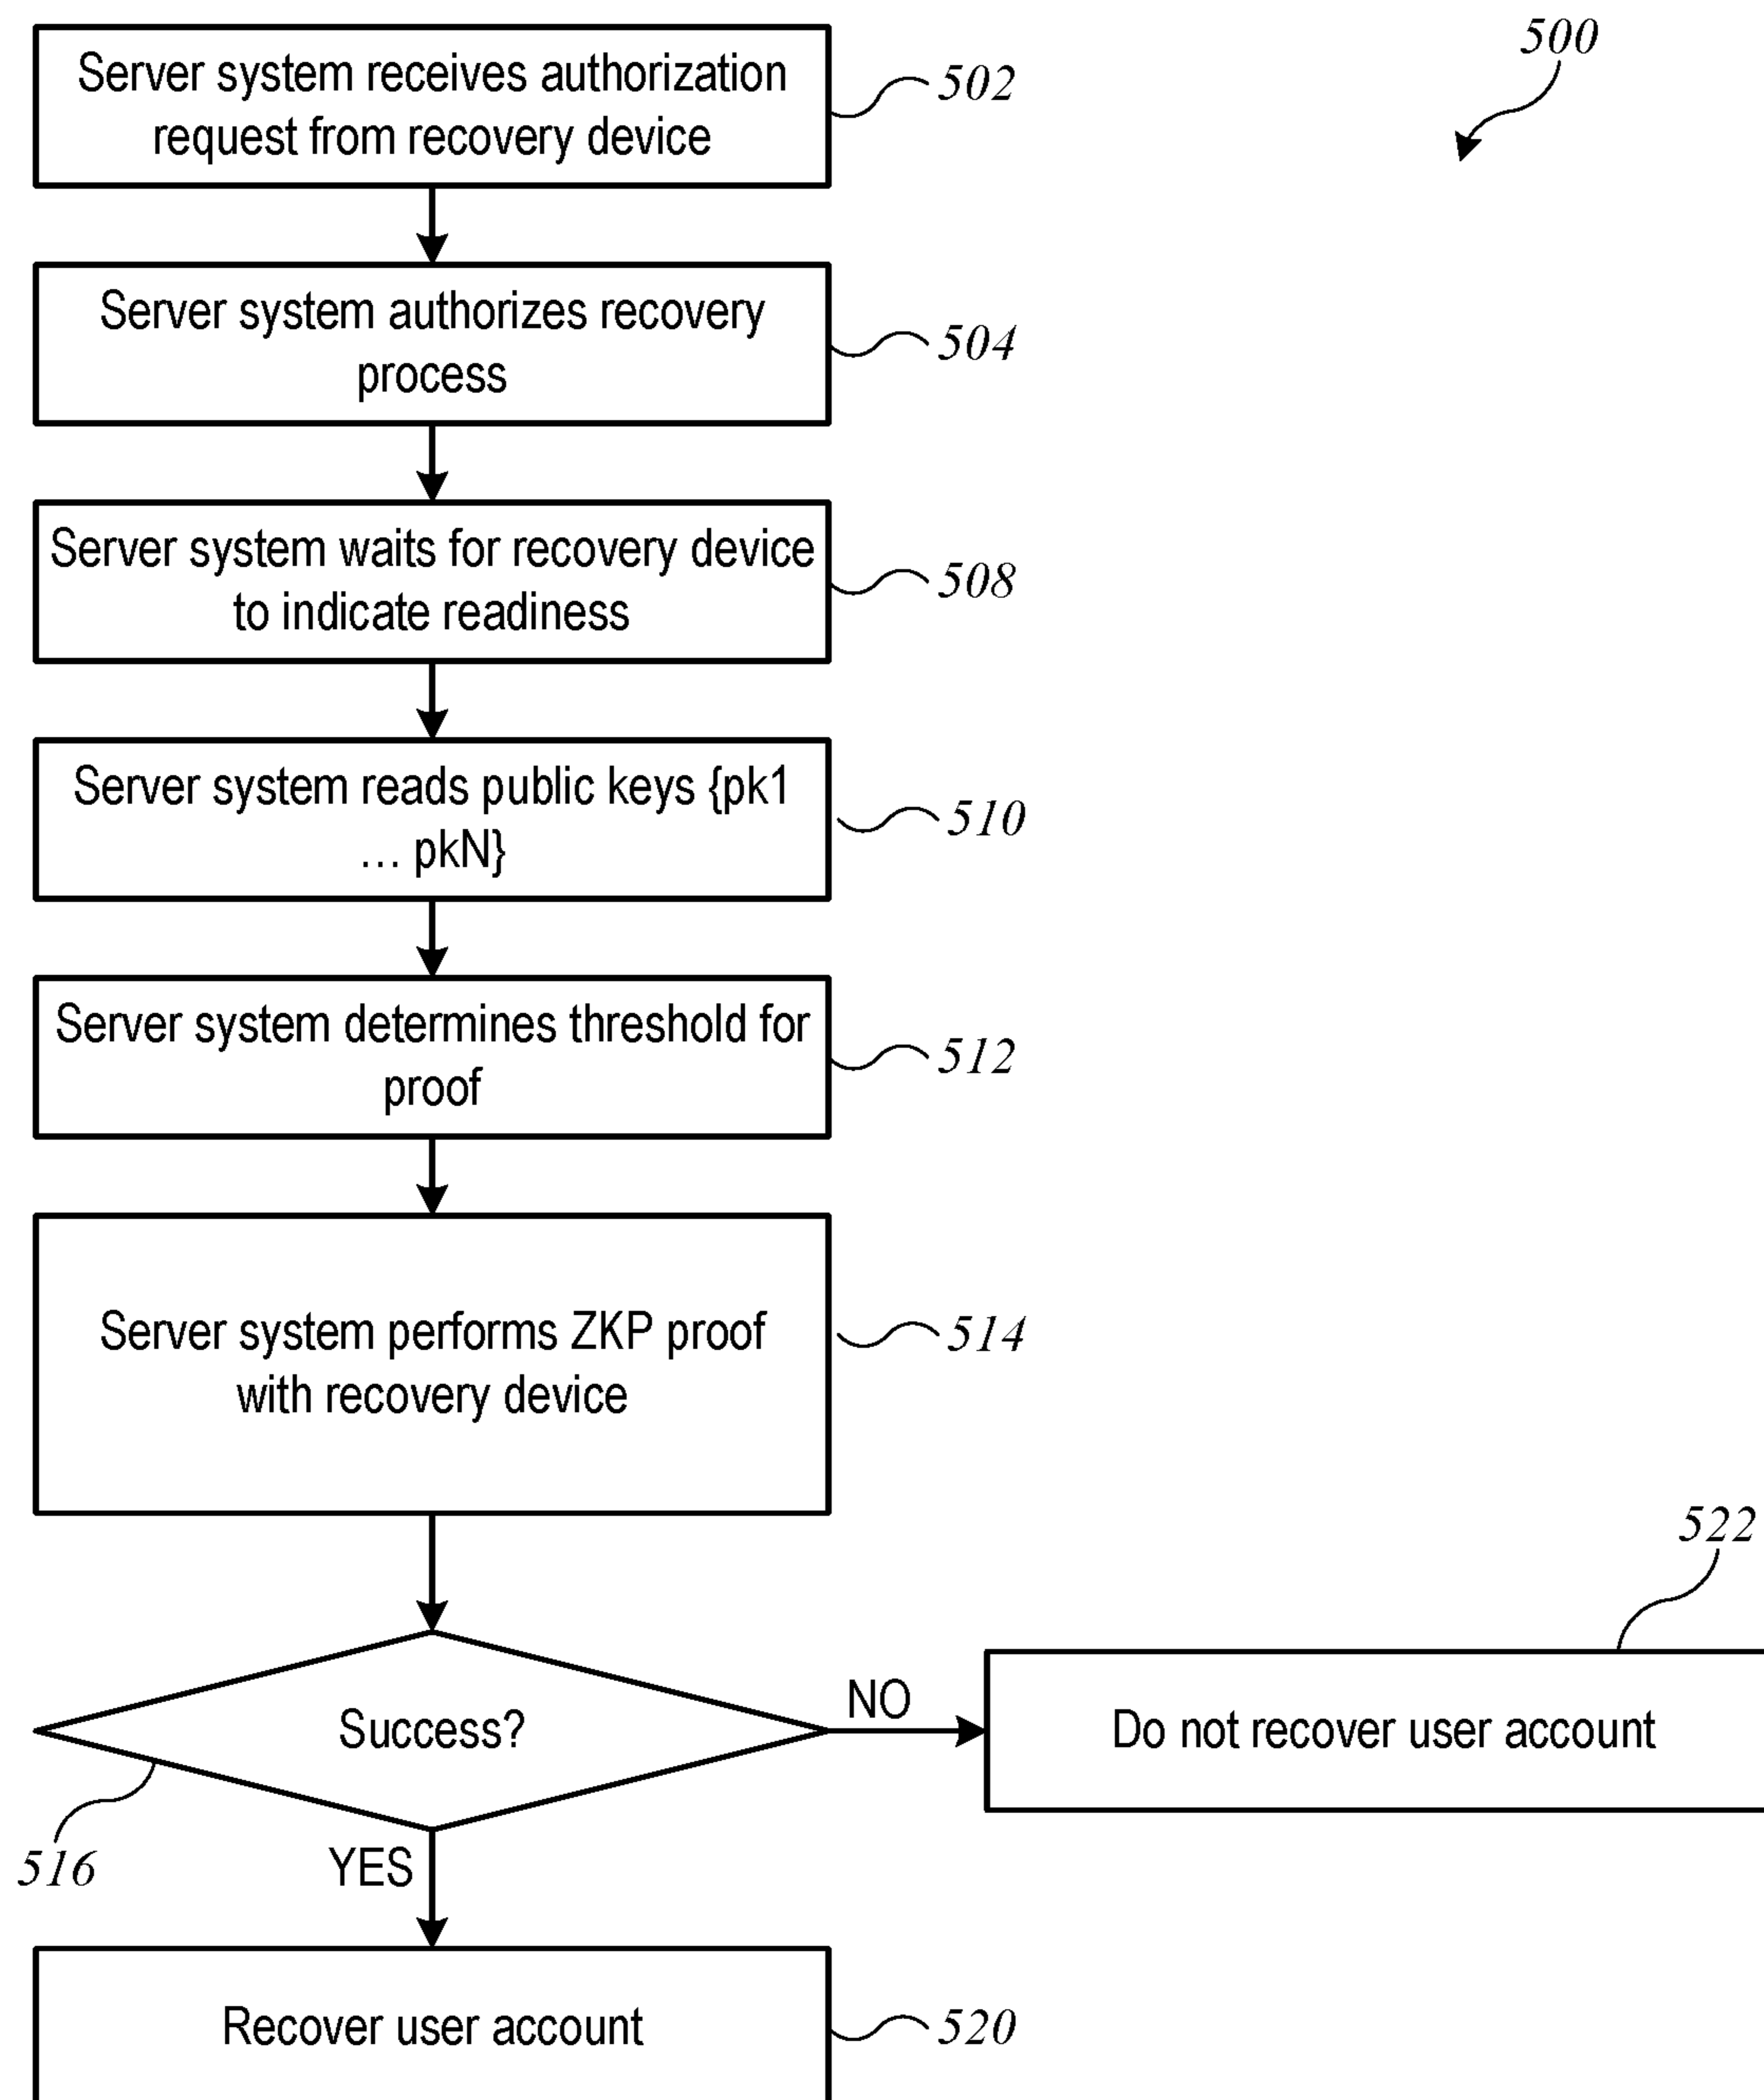 500
Server system receives authorization
request from recovery device
502
Server system authorizes recovery
process
504
Server system waits for recovery device
to indicate readiness
508
Server system reads public keys {pk1
… pkN}
510
Server system determines threshold for
proof
512
Server system performs ZKP proof
with recovery device
514
522
Success?
NO
Do not recover user account
516
YES
Recover user account
520